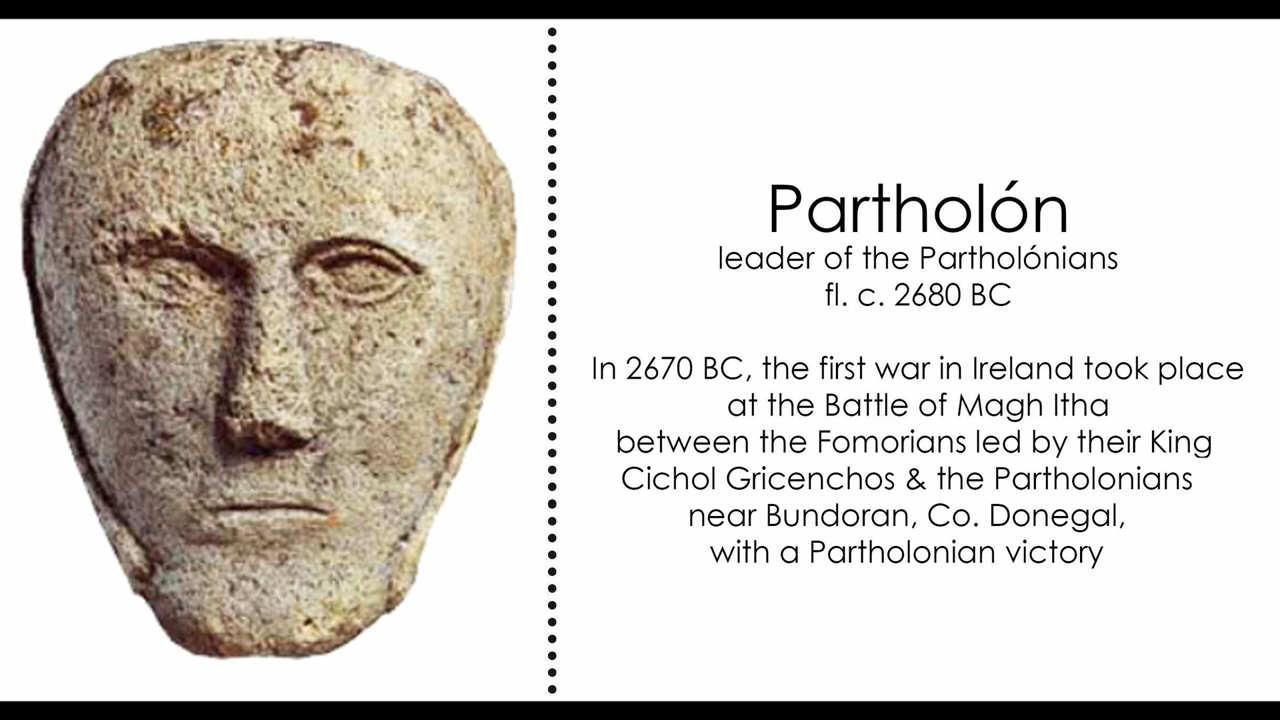 Partholón
leader of the Partholónians
fl. c. 2680 BC
In 2670 BC, the first war in Ireland took place
at the Battle of Magh Itha
between the Fomorians led by their King
Cichol Gricenchos & the Partholonians
near Bundoran, Co. Donegal,
with a Partholonian victory